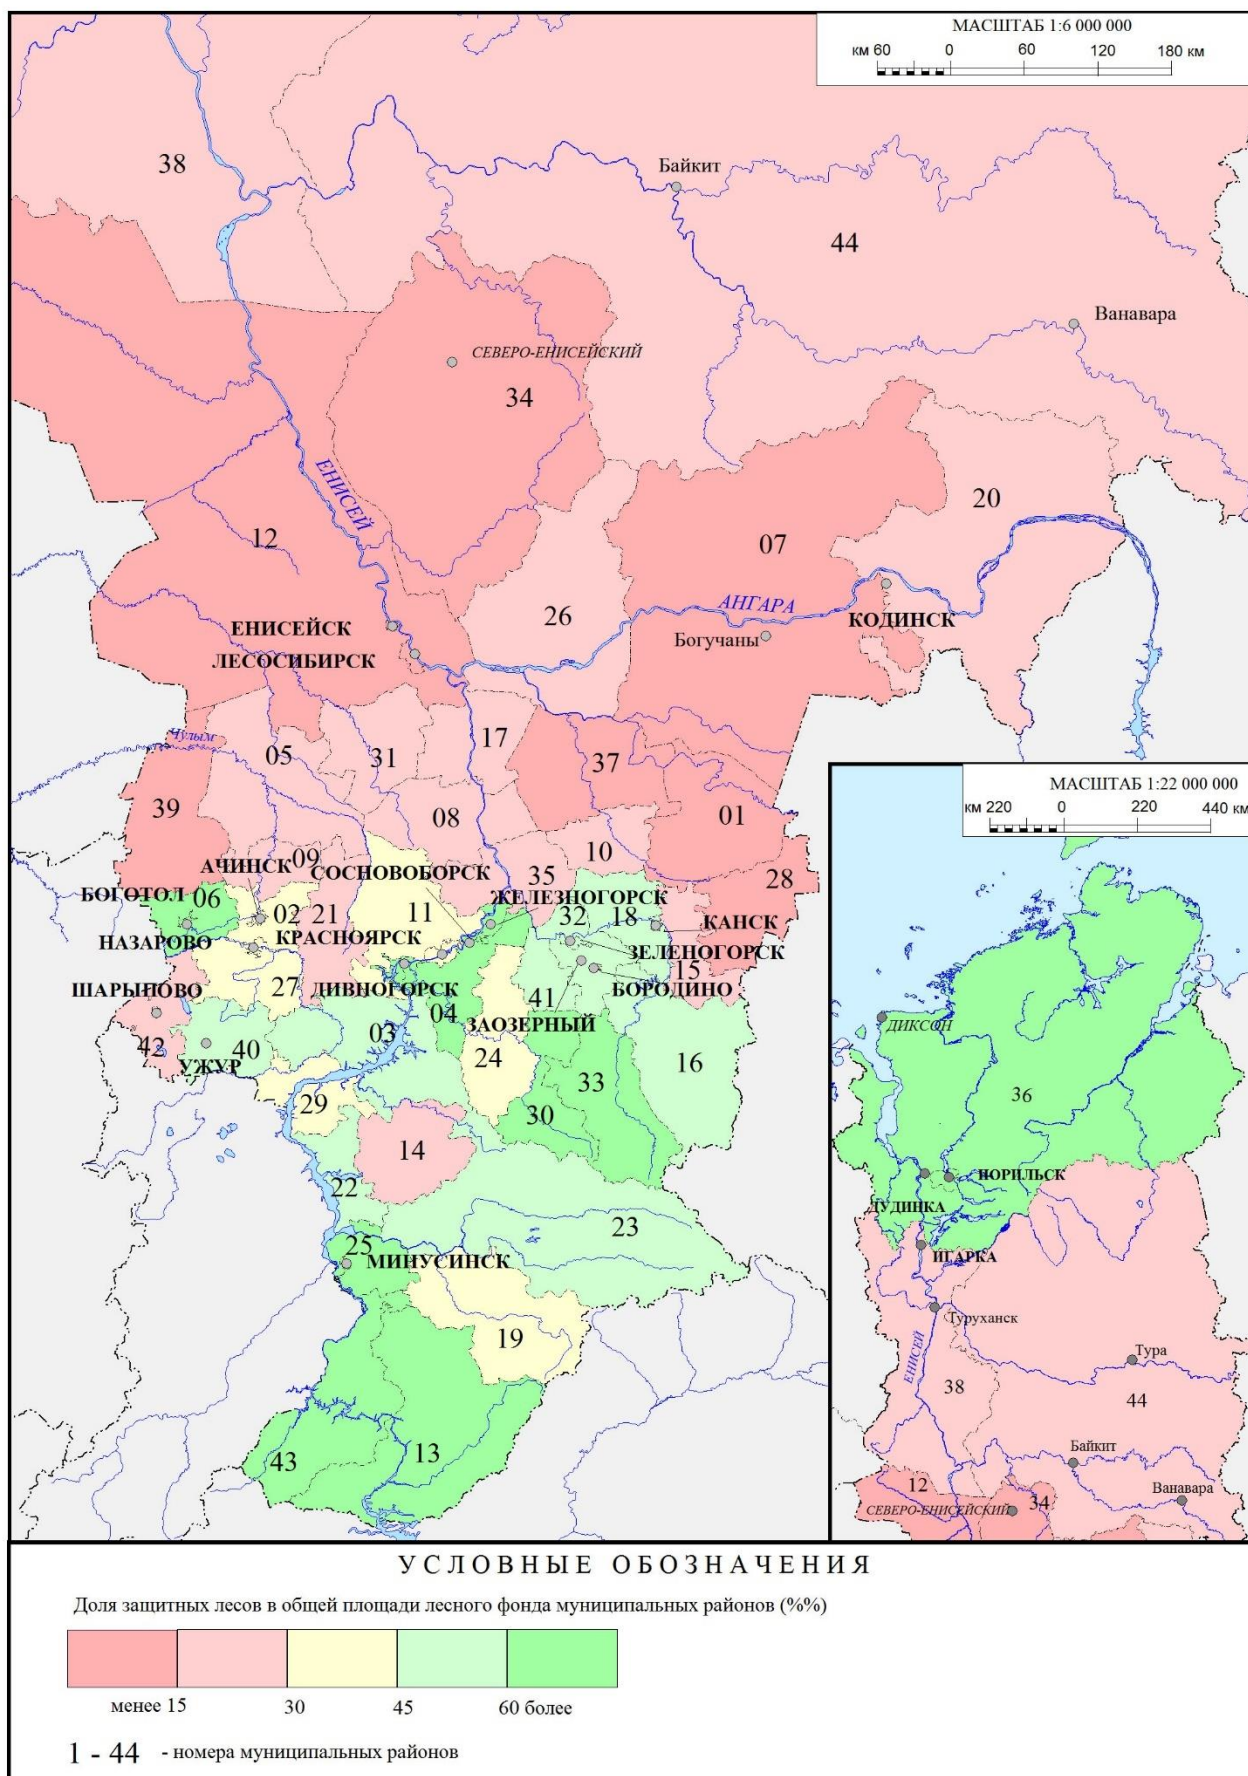 МАСШТАБ 1:6 000 000
км 60 0 60 120 180 км
38
Байкит
44
Ванавара
СЕВЕРО-ЕНИСЕЙСКИЙ
34
ЕНИСЕЙ
20
12
07
26
АНГАРА
КОДИНСК
ЕНИСЕЙСК
Богучаны
ЛЕСОСИБИРСК
17
Чулым
05
31
37
39
08
01
10
09
АЧИНСК
СОСНОВОБОРСК
35
28
БОГОТОЛ
06
ЖЕЛЕЗНОГОРСК
02
21
11
32
18
КАНСК
НАЗАРОВО
КРАСНОЯРСК
ЗЕЛЕНОГОРСК
15
ШАРЫПОВО
27
ДИВНОГОРСК
41
БОРОДИНО
04
ЗАОЗЕРНЫЙ
03
42
40
УЖУР
24
33
16
29
30
14
22
23
25
МИНУСИНСК
19
13
43
МАСШТАБ 1:22 000 000
км 220 0 220 440 км
ДИКСОН
36
НОРИЛЬСК
ДУДИНКА
ИГАРКА
Туруханск
ЕНИСЕЙ
Тура
38
44
Байкит
12
34
Ванавара
СЕВЕРО-ЕНИСЕЙСКИЙ
УСЛОВНЫЕ ОБОЗНАЧЕНИЯ
Доля защитных лесов в общей площади лесного фонда муниципальных районов (%%)
менее 15 30 45 60 более
1 - 44 - номера муниципальных районов